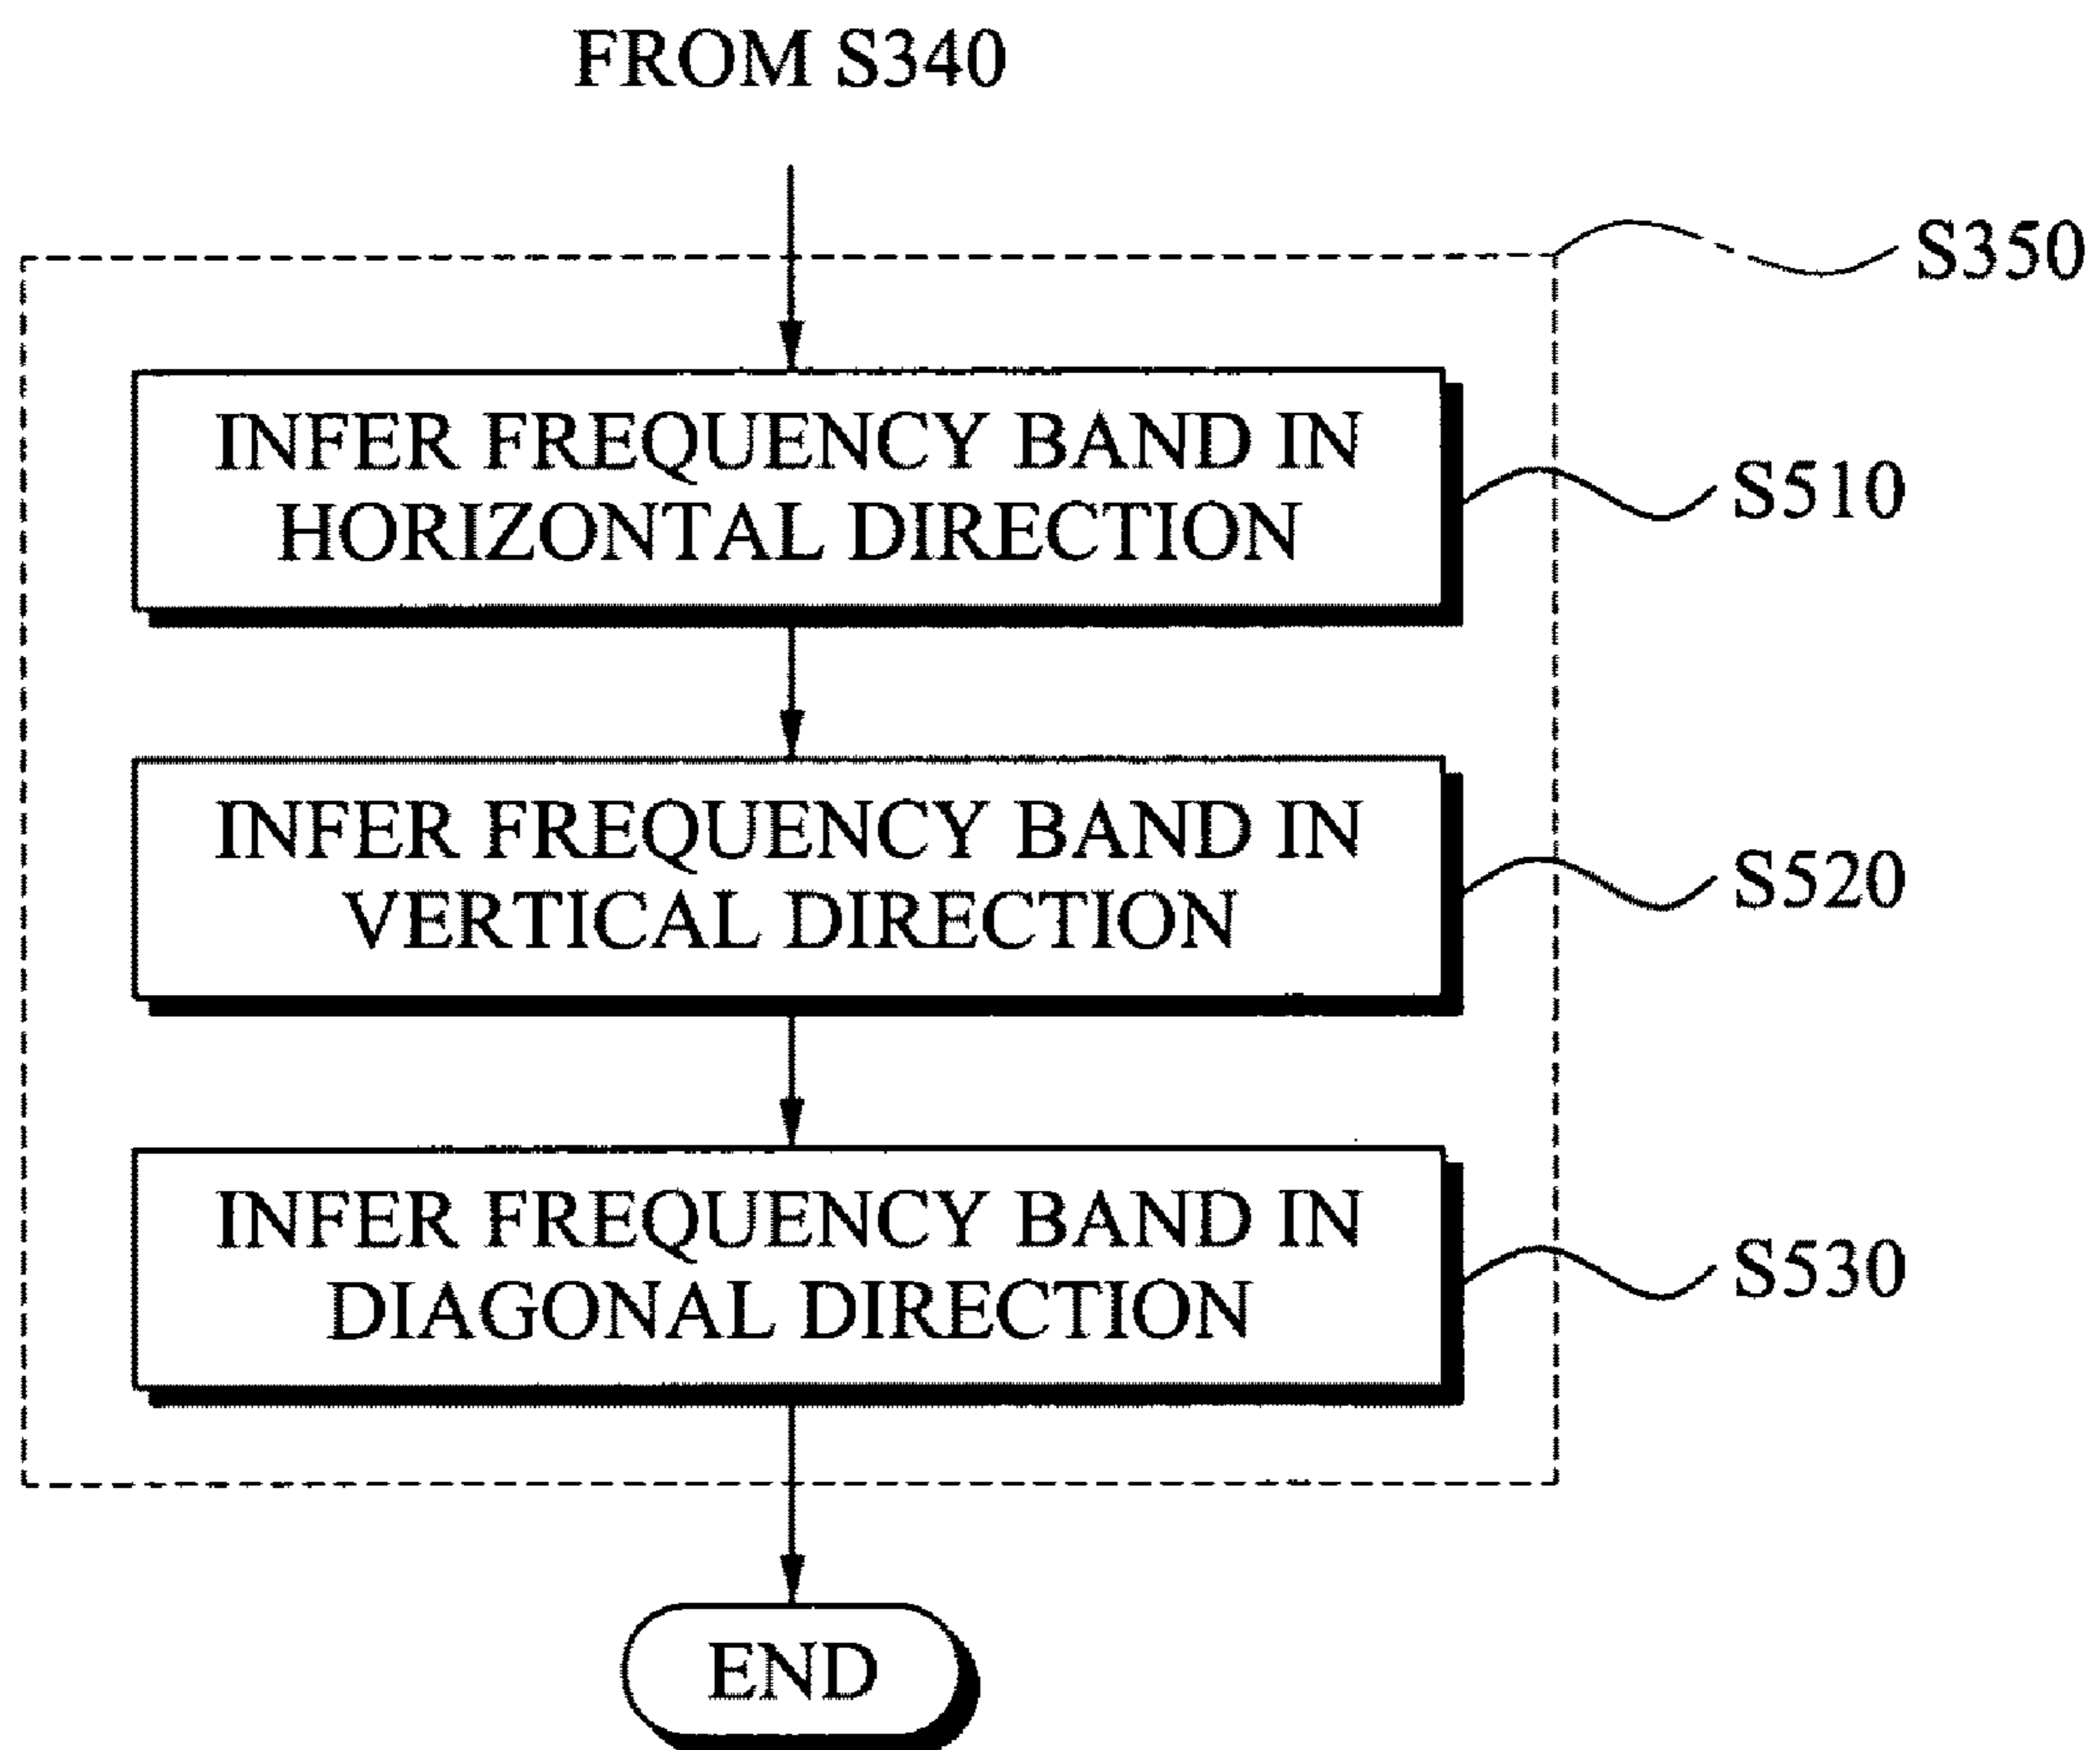 FROM S340
S350
INFER FREQUENCY BAND IN
HORIZONTAL DIRECTION
S510
INFER FREQUENCY BAND IN
VERTICAL DIRECTION
S520
INFER FREQUENCY BAND IN
DIAGONAL DIRECTION
S530
END